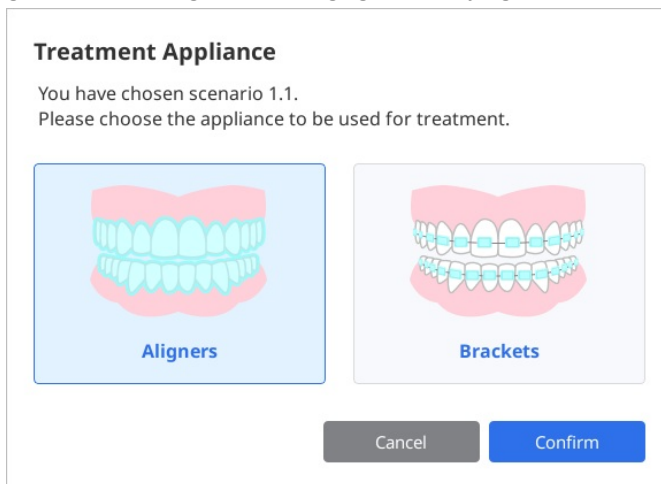 Treatment Appliance
You have chosen scenario 1.1.
Please choose the appliance to be used for treatment.
Aligners
Brackets
Cancel
Confirm